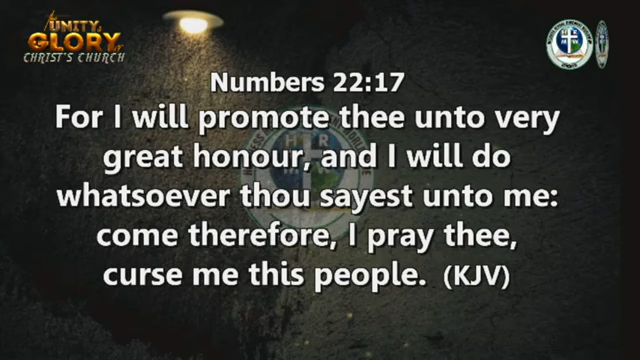 UNITY,
GLORY,
CHRIST'S CHURCH
Numbers 22:17
For I will promote thee unto very
great honour, and I will do
whatsoever thou sayest unto me:
come therefore, I pray thee,
curse me this people. (KJV)